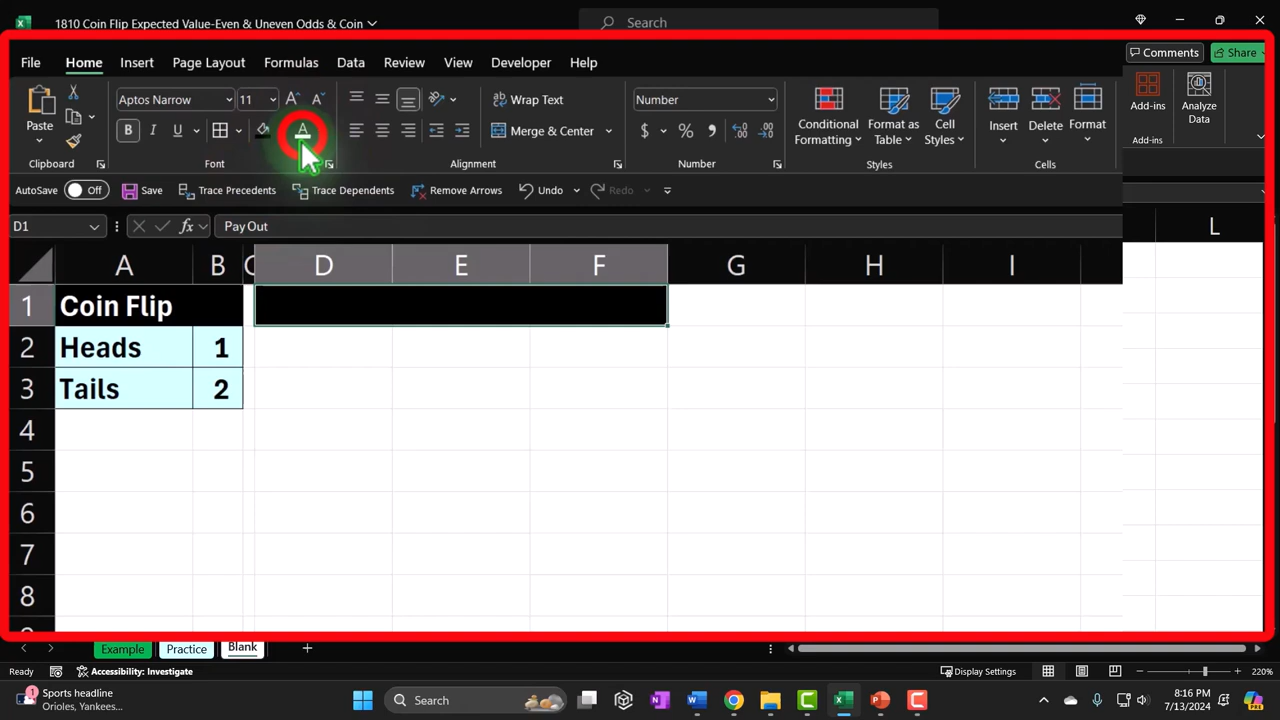 1810 Coin Flip Expected Value-Even & Uneven Odds & Coin
Search
File Home Insert Page Layout Formulas Data Review View Developer Help
Comments Share
Aptos Narrow 11
Wrap Text
Number
Paste
B I U
Merge & Center
$ %
Conditional Formatting
Format as Table
Cell Styles
Insert Delete Format
Add-ins
Analyze Data
Clipboard Font Alignment Number Styles Cells Add-ins
AutoSave Off Save Trace Precedents Trace Dependents Remove Arrows Undo Redo
D1 fx Pay Out
A B C D E F G H I L
1 Coin Flip
2 Heads 1
3 Tails 2
4
5
6
7
8
Example Practice Blank
Ready Accessibility: Investigate Display Settings 220%
1 Sports headline
Orioles, Yankees...
Search
8:16 PM
7/13/2024